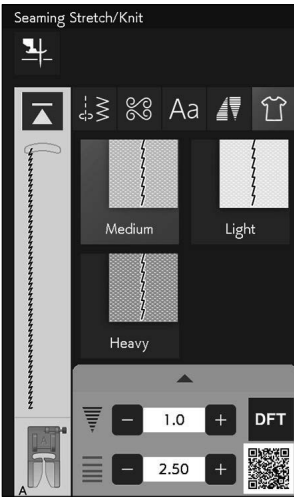 Seaming Stretch/Knit
Aa
Medium
Light
Heavy
1.0
DFT
2.50
A